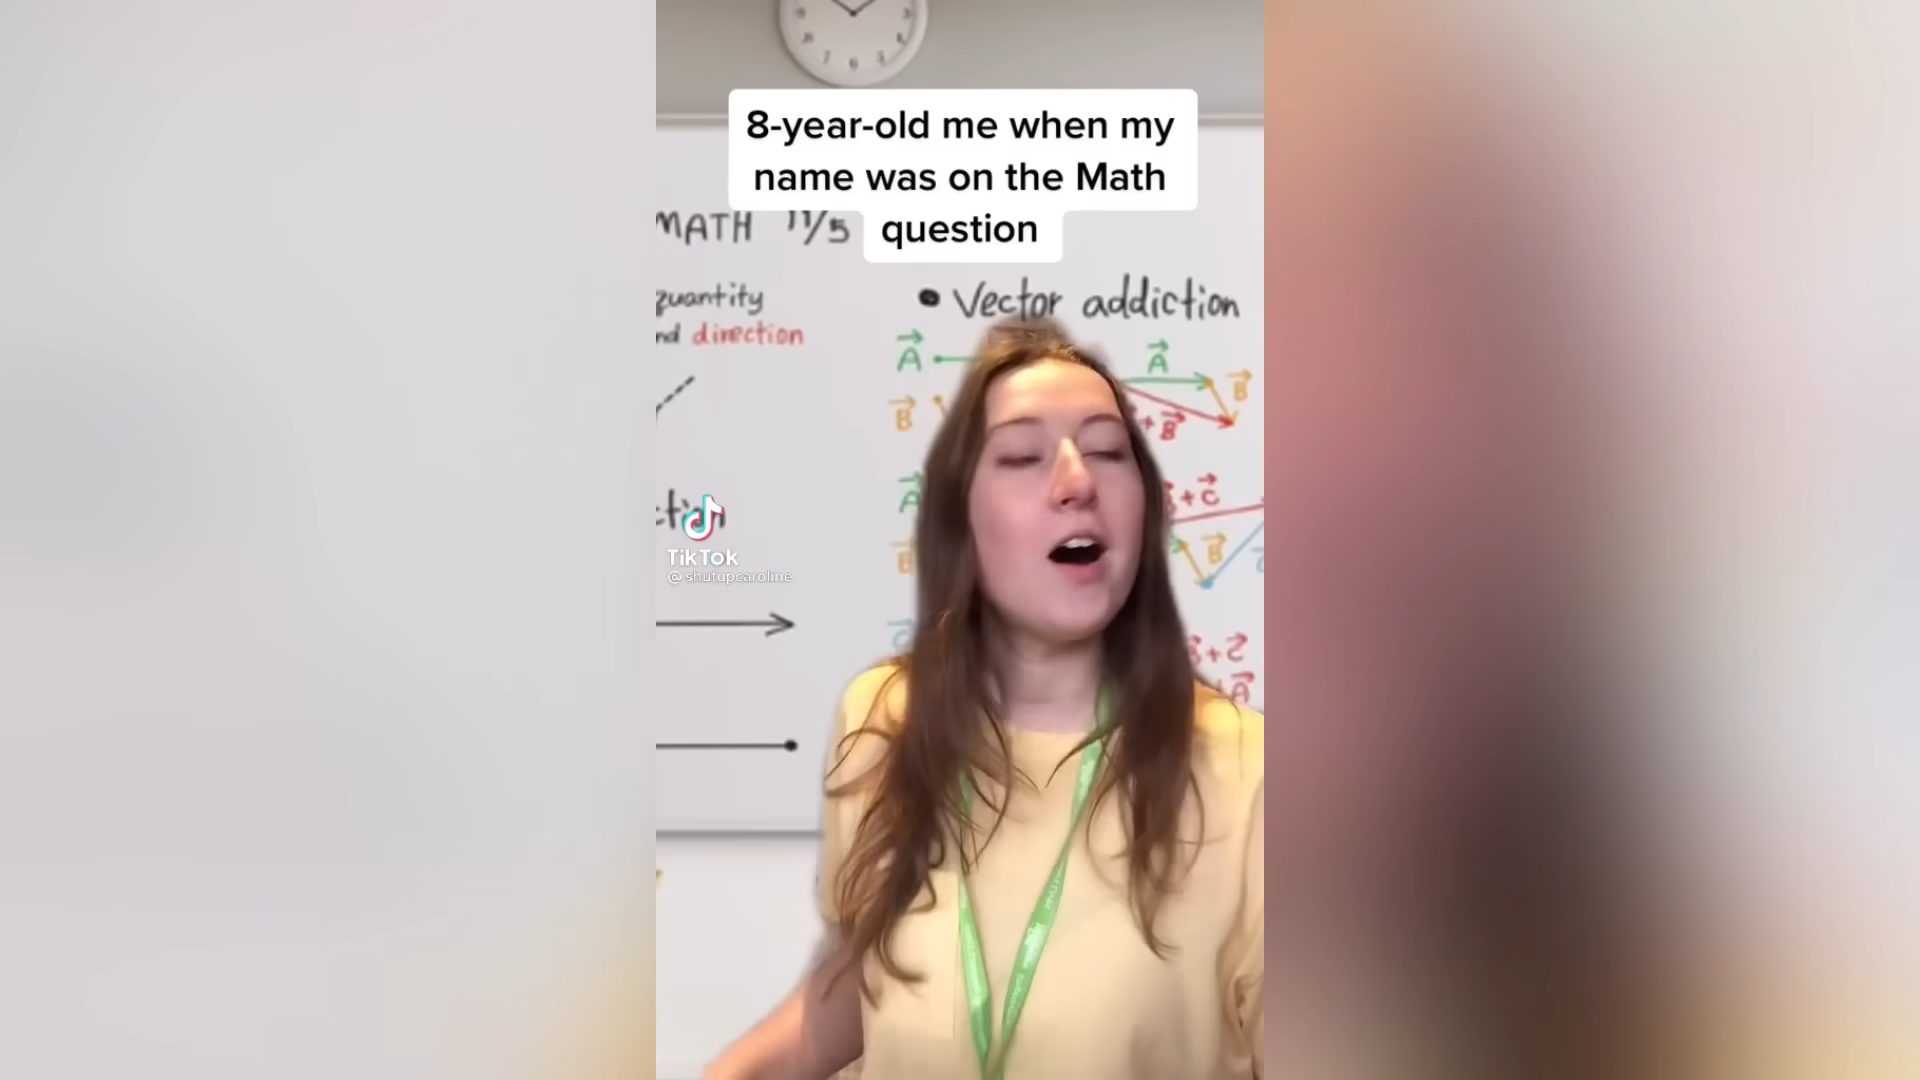 8-year-old me when my
name was on the Math
question
MATH 11/5
quantity
nd direction
• Vector addiction
A
A
B
B
+ B
A
+ C
B
B
+ A
TikTok
@ shutupcaroline